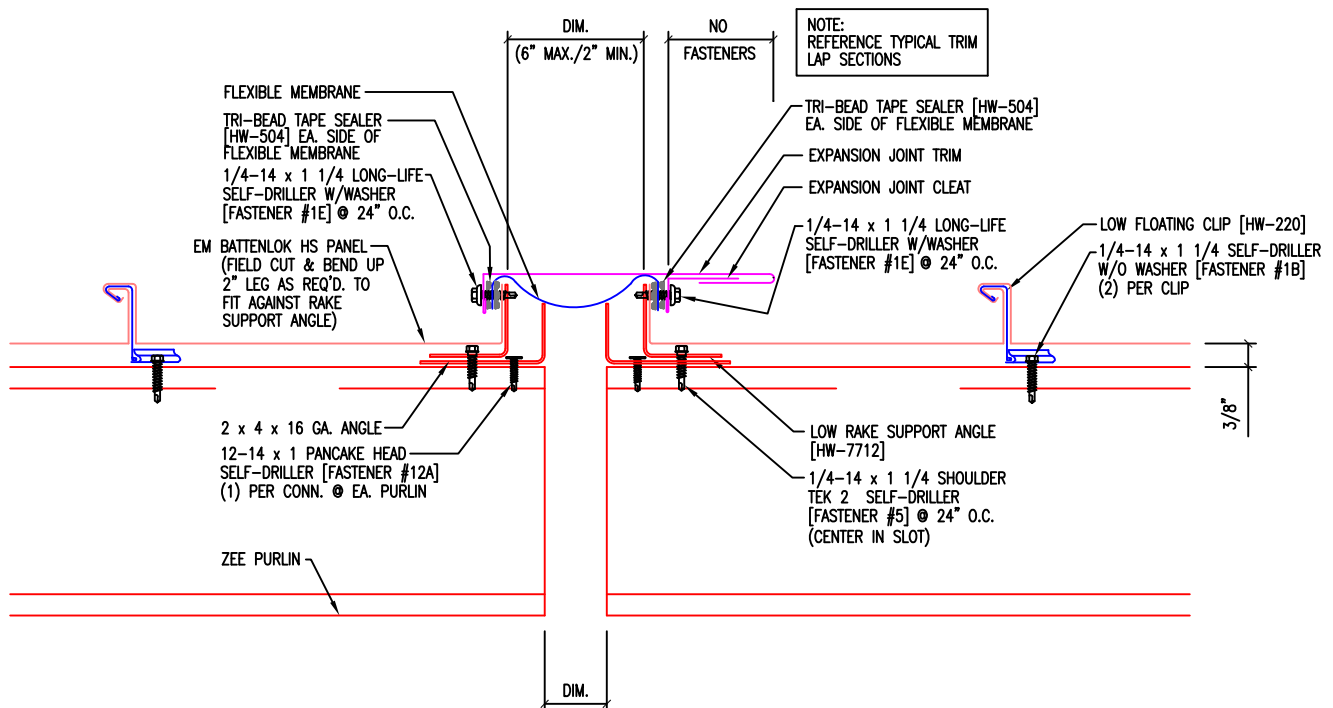 DIM.
(6" MAX./2" MIN.)
NO
FASTENERS
NOTE:
REFERENCE TYPICAL TRIM
LAP SECTIONS
FLEXIBLE MEMBRANE
TRI-BEAD TAPE SEALER
[HW-504] EA. SIDE OF
FLEXIBLE MEMBRANE
1/4-14 x 1 1/4 LONG-LIFE
SELF-DRILLER W/WASHER
[FASTENER #1E] @ 24" O.C.
EM BATTENLOK HS PANEL
(FIELD CUT & BEND UP
2" LEG AS REQ'D. TO
FIT AGAINST RAKE
SUPPORT ANGLE)
TRI-BEAD TAPE SEALER [HW-504]
EA. SIDE OF FLEXIBLE MEMBRANE
EXPANSION JOINT TRIM
EXPANSION JOINT CLEAT
1/4-14 x 1 1/4 LONG-LIFE
SELF-DRILLER W/WASHER
[FASTENER #1E] @ 24" O.C.
LOW FLOATING CLIP [HW-220]
1/4-14 x 1 1/4 SELF-DRILLER
W/O WASHER [FASTENER #1B]
(2) PER CLIP
3/8"
2 x 4 x 16 GA. ANGLE
12-14 x 1 PANCAKE HEAD
SELF-DRILLER [FASTENER #12A]
(1) PER CONN. @ EA. PURLIN
LOW RAKE SUPPORT ANGLE
[HW-7712]
1/4-14 x 1 1/4 SHOULDER
TEK 2 SELF-DRILLER
[FASTENER #5] @ 24" O.C.
(CENTER IN SLOT)
ZEE PURLIN
DIM.